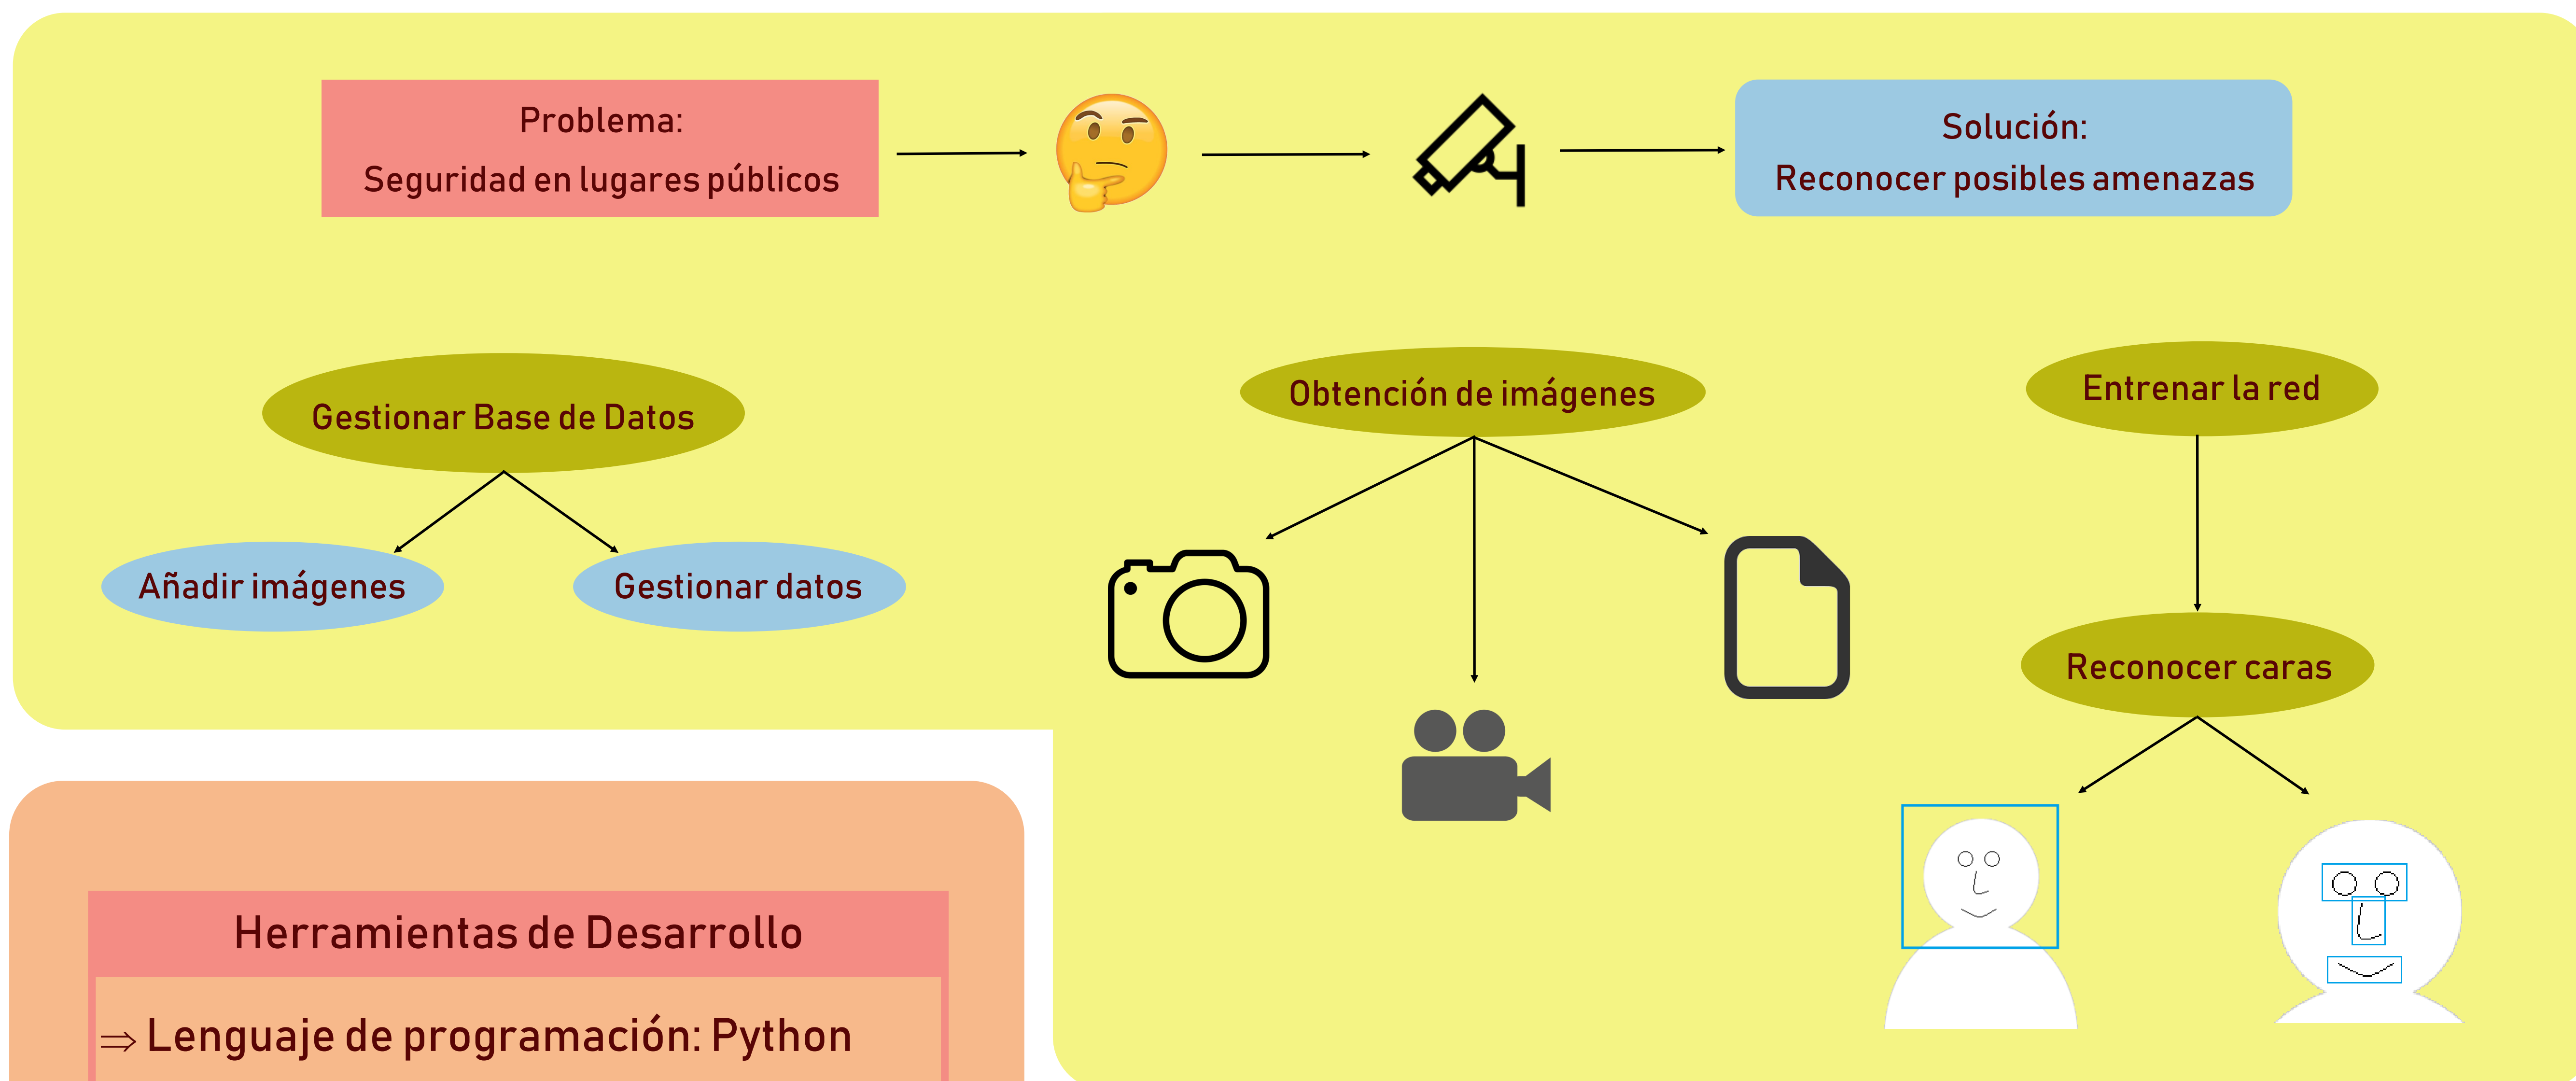 Problema:
Seguridad en lugares públicos
Solución:
Reconocer posibles amenazas
Gestionar Base de Datos
Obtención de imágenes
Entrenar la red
Añadir imágenes
Gestionar datos
Reconocer caras
Herramientas de Desarrollo
⇒ Lenguaje de programación: Python